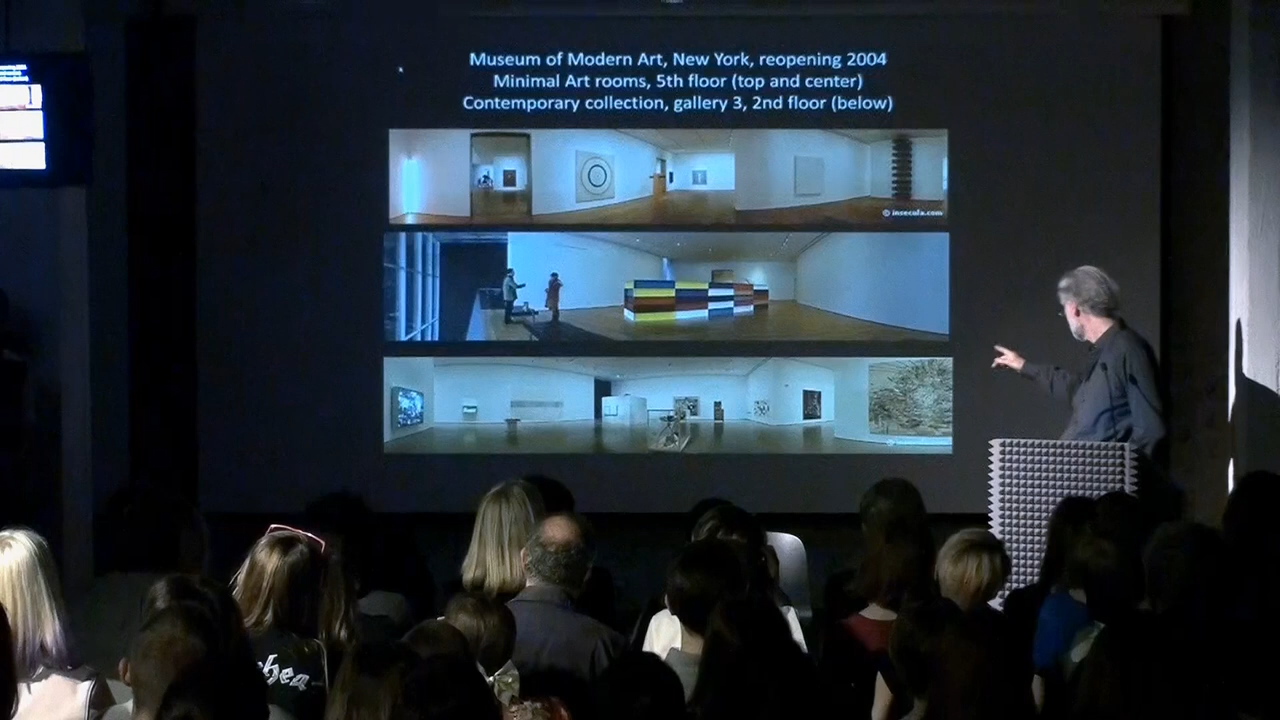 Museum of Modern Art, New York, reopening 2004
Minimal Art rooms, 5th floor (top and center)
Contemporary collection, gallery 3, 2nd floor (below)
© insecula.com